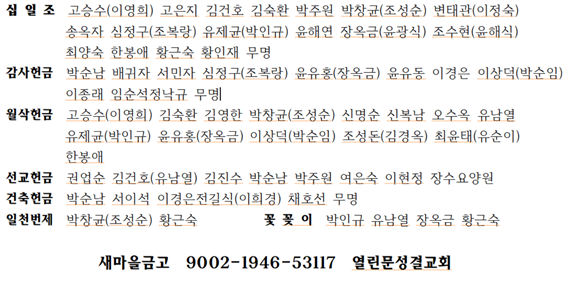 십 일 조 고승수(이영희) 고은지 김건호 김숙환 박주원 박창균(조성순) 변태관(이정숙)
송옥자 심정구(조복랑) 유제균(박인규) 윤해연 장옥금(윤광식) 조수현(윤해식)
최양숙 한봉애 황근숙 황인재 무명
감사헌금 박순남 배귀자 서민자 심정구(조복랑) 윤유홍(장옥금) 윤유동 이경은 이상덕(박순임)
이종래 임순석정낙규 무명
월삭헌금 고승수(이영희) 김숙환 김영한 박창균(조성순) 신명순 신복남 오수옥 유남열
유제균(박인규) 윤유홍(장옥금) 이상덕(박순임) 조성돈(김경옥) 최윤태(유순이)
한봉애
선교헌금 권업순 김건호(유남열) 김진수 박순남 박주원 여은숙 이현정 장수요양원
건축헌금 박순남 서이석 이경은전길식(이희경) 채호선 무명
일천번제 박창균(조성순) 황근숙 꽃 꽂 이 박인규 유남열 장옥금 황근숙
새마을금고 9002-1946-53117 열린문성결교회